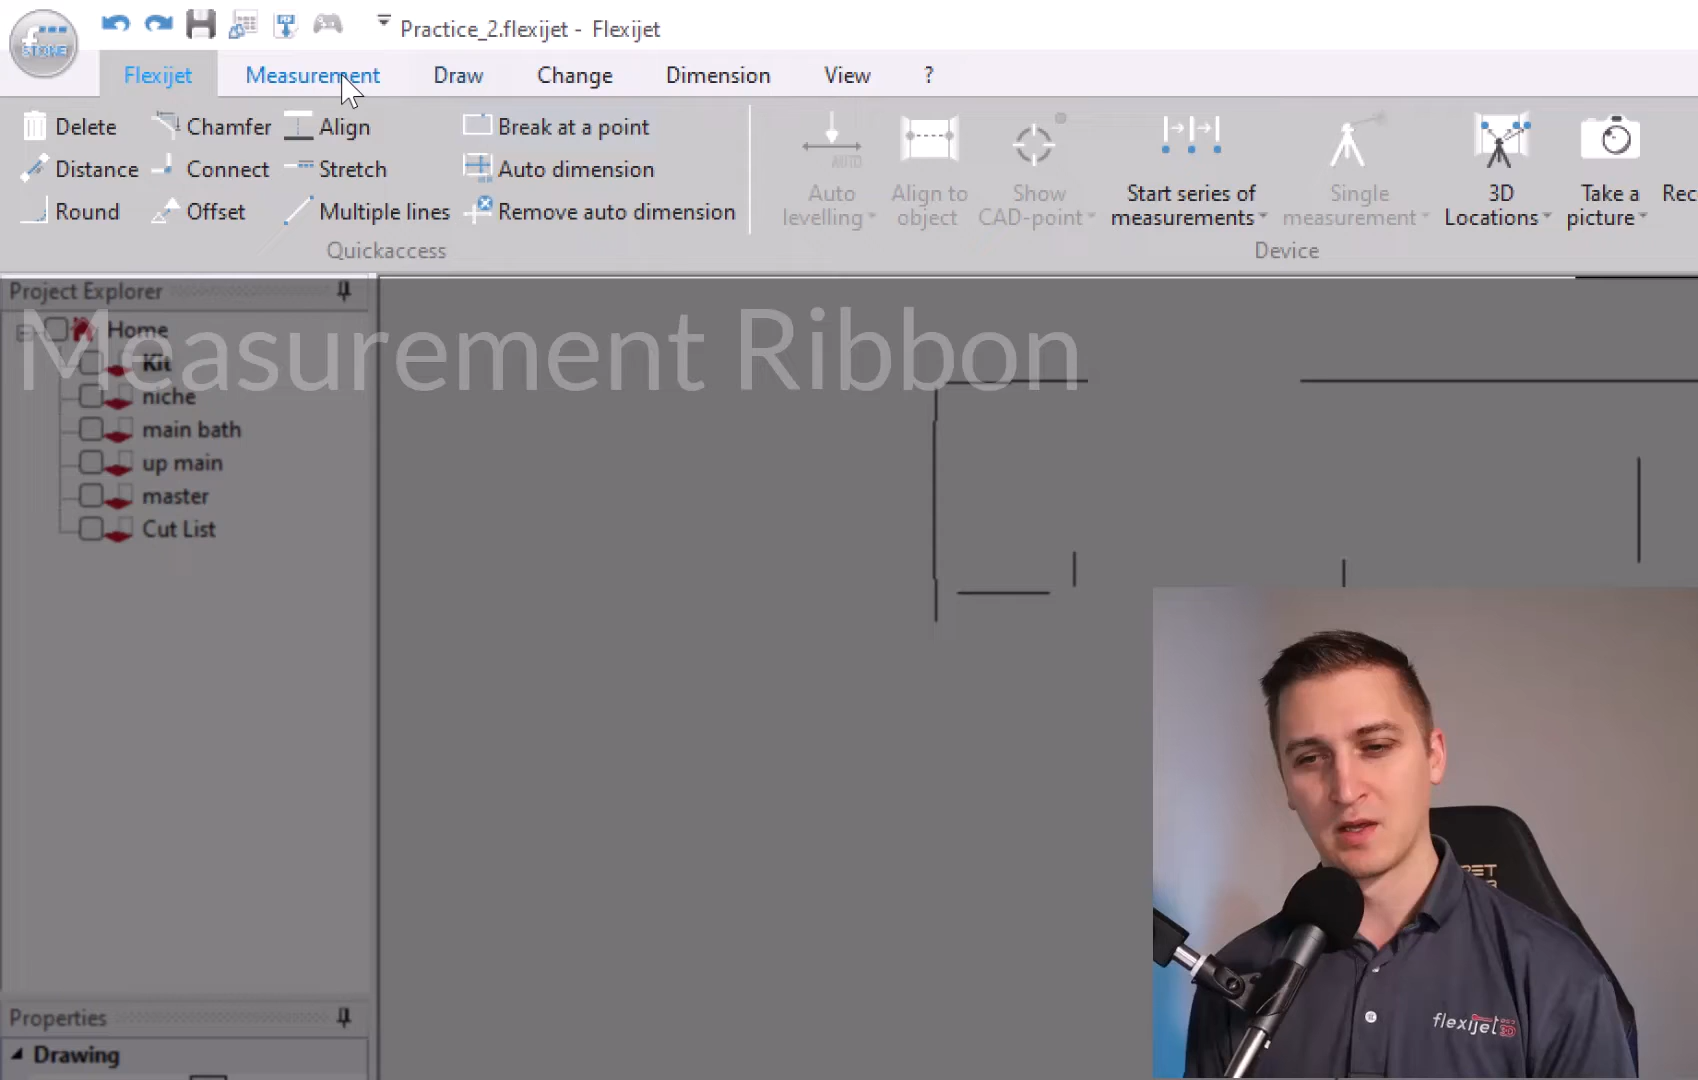 Practice_2.flexijet - Flexijet
STONE
Flexijet Measurement Draw Change Dimension View ?
Delete Chamfer Align Break at a point
Distance Connect Stretch Auto dimension
Round Offset Multiple lines Remove auto dimension
Quickaccess
AUTO
Auto levelling
Align to object
Show CAD-point
Start series of measurements
Single measurement
3D Locations
Take a picture
Rec
Device
Project Explorer
Measurement Ribbon
Home
Kit
niche
main bath
up main
master
Cut List
Properties
Drawing
flexijet 3D